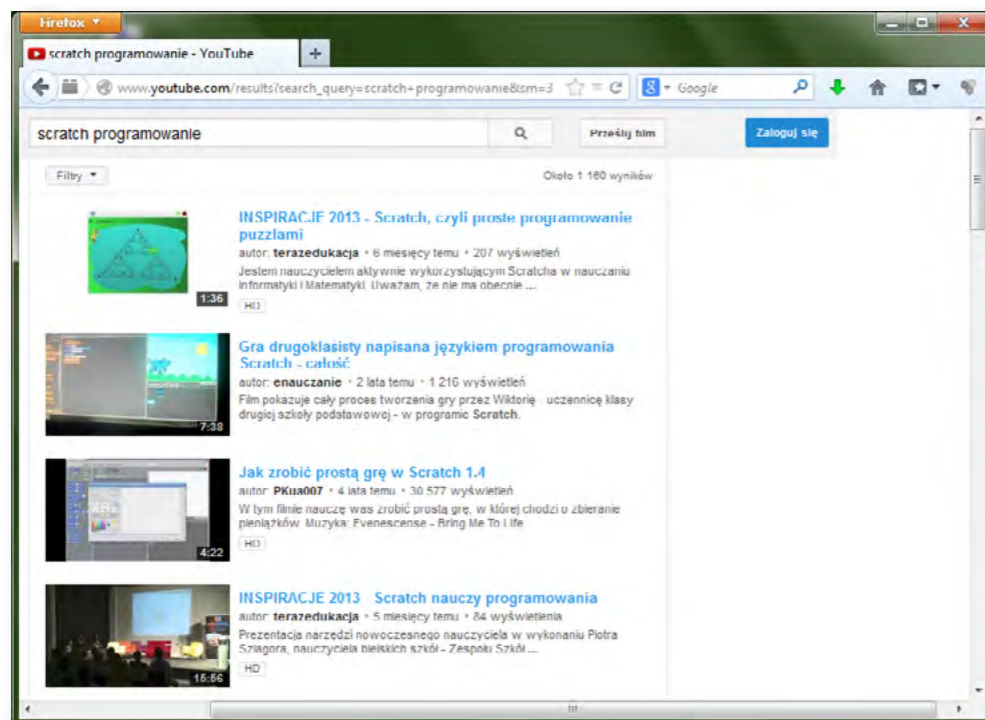 Firefox
scratch programowanie - YouTube
www.youtube.com/results?search_query=scratch+programowanie&sm=3
Google
scratch programowanie
Prześlij film
Zaloguj się
Filtry
Około 1 160 wyników
INSPIRACJE 2013 - Scratch, czyli proste programowanie
puzzlami
autor: terazedukacja • 6 miesięcy temu • 207 wyświetleń
Jestem nauczycielem aktywnie wykorzystującym Scratcha w nauczaniu
Informatyki i Matematyki. Uważam, że nie ma obecnie ...
1:36
HD
Gra drugoklasisty napisana językiem programowania
Scratch - całość
autor: enauczanie • 2 lata temu • 1 216 wyświetleń
Film pokazuje cały proces tworzenia gry przez Wiktorię - uczennicę klasy
drugiej szkoły podstawowej - w programie Scratch.
7:38
Jak zrobić prostą grę w Scratch 1.4
autor: PKua007 • 4 lata temu • 30 577 wyświetleń
W tym filmie nauczę was zrobić prostą grę, w której chodzi o zbieranie
pieniążków. Muzyka: Evenescense - Bring Me To Life
4:22
HD
INSPIRACJE 2013 - Scratch nauczy programowania
autor: terazedukacja • 5 miesięcy temu • 84 wyświetlenia
Prezentacja narzędzi nowoczesnego nauczyciela w wykonaniu Piotra
Szlagora, nauczyciela bielskich szkół - Zespołu Szkół ...
15:56
HD